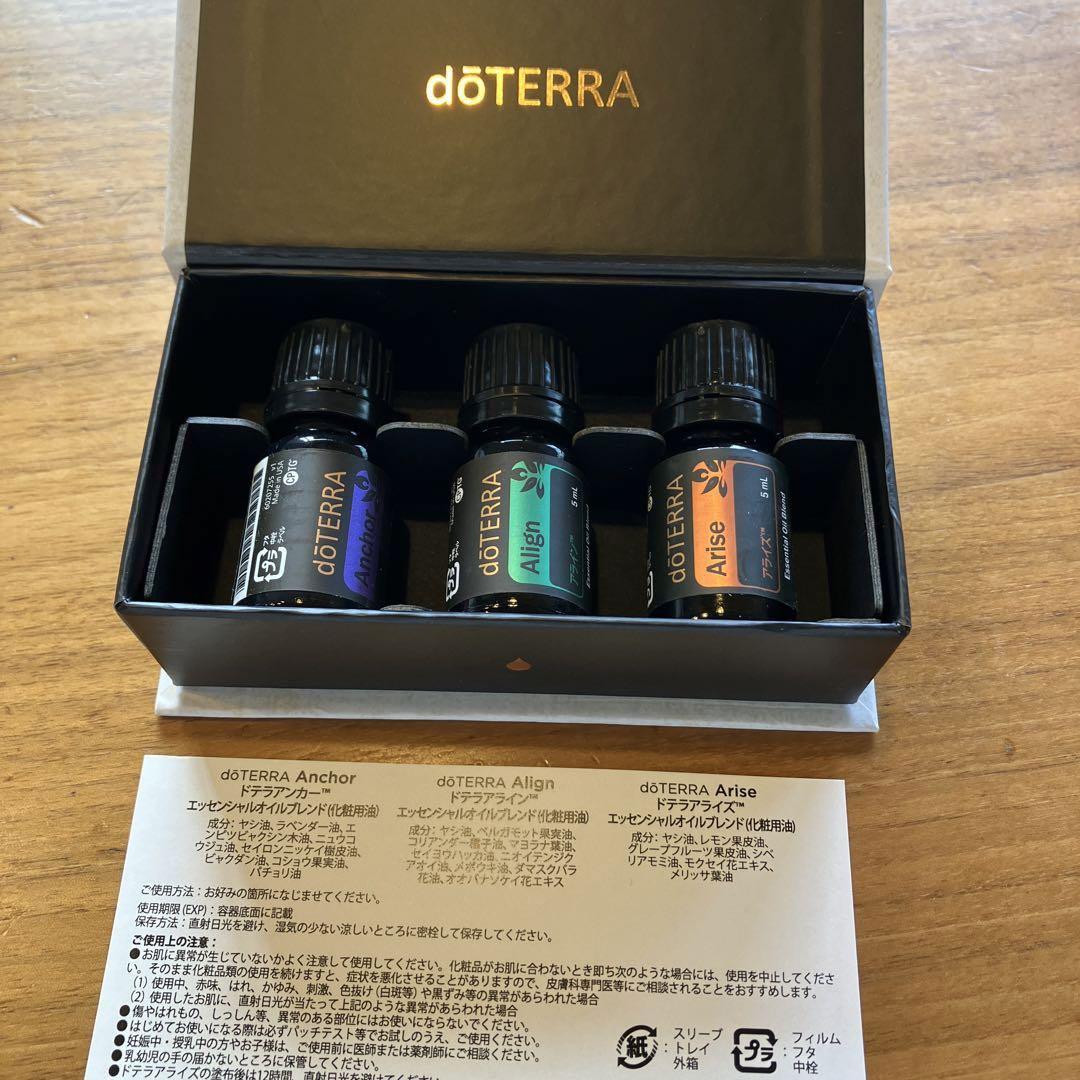 dōTERRA
60207255 v1
Made in USA
CPTG™
プラ
フタ
中栓
ラベル
dōTERRA
Anchor
CPTG
dōTERRA
Align
アライン™
5 mL
Essential Oil Blend
プラ
dōTERRA
Arise
アライズ™
5 mL
Essential Oil Blend
dōTERRA Anchor
ドテラアンカー™
エッセンシャルオイルブレンド(化粧用油)
成分：ヤシ油、ラベンダー油、エ
ンピツビャクシン木油、ニュウコ
ウジュ油、セイロンニッケイ樹皮油、
ビャクダン油、コショウ果実油、
パチョリ油
dōTERRA Align
ドテラアライン™
エッセンシャルオイルブレンド(化粧用油)
成分：ヤシ油、ベルガモット果実油、
コリアンダー種子油、マヨラナ葉油、
セイヨウハッカ油、ニオイテンジク
アオイ油、メボウキ油、ダマスクバラ
花油、オオバナソケイ花エキス
dōTERRA Arise
ドテラアライズ™
エッセンシャルオイルブレンド(化粧用油)
成分：ヤシ油、レモン果皮油、
グレープフルーツ果皮油、シベ
リアモミ油、モクセイ花エキス、
メリッサ葉油
ご使用方法：お好みの箇所になじませてください。
使用期限(EXP)：容器底面に記載
保存方法：直射日光を避け、湿気の少ない涼しいところに密栓して保存してください。
ご使用上の注意：
●お肌に異常が生じていないかよく注意して使用してください。化粧品がお肌に合わないとき即ち次のような場合には、使用を中止してくださ
い。そのまま化粧品類の使用を続けますと、症状を悪化させることがありますので、皮膚科専門医等にご相談されることをおすすめします。
(1) 使用中、赤味、はれ、かゆみ、刺激、色抜け(白斑等)や黒ずみ等の異常があらわれた場合
(2) 使用したお肌に、直射日光が当たって上記のような異常があらわれた場合
●傷やはれもの、しっしん等、異常のある部位にはお使いにならないでください。
●はじめてお使いになる際は必ずパッチテスト等でお試しのうえ、ご使用ください。
●妊娠中・授乳中の方やお子様は、ご使用前に医師または薬剤師にご相談ください。
●乳幼児の手の届かないところに保管してください。
●ドテラアライズの塗布後は12時間、直射日光を避けてください
紙：スリーブ
：トレイ
外箱
プラ：フィルム
：フタ
中栓